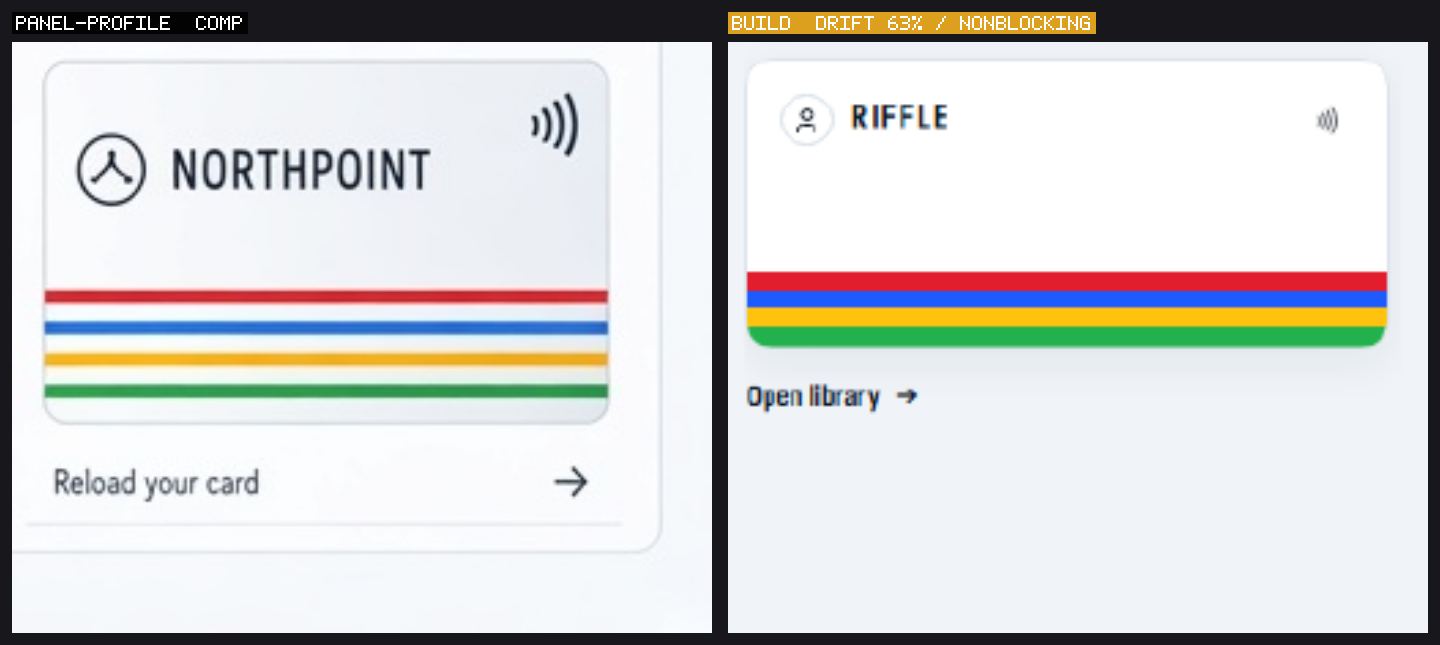 PANEL-PROFILE COMP
NORTHPOINT
Reload your card
BUILD DRIFT 63% / NONBLOCKING
RIFFLE
Open library